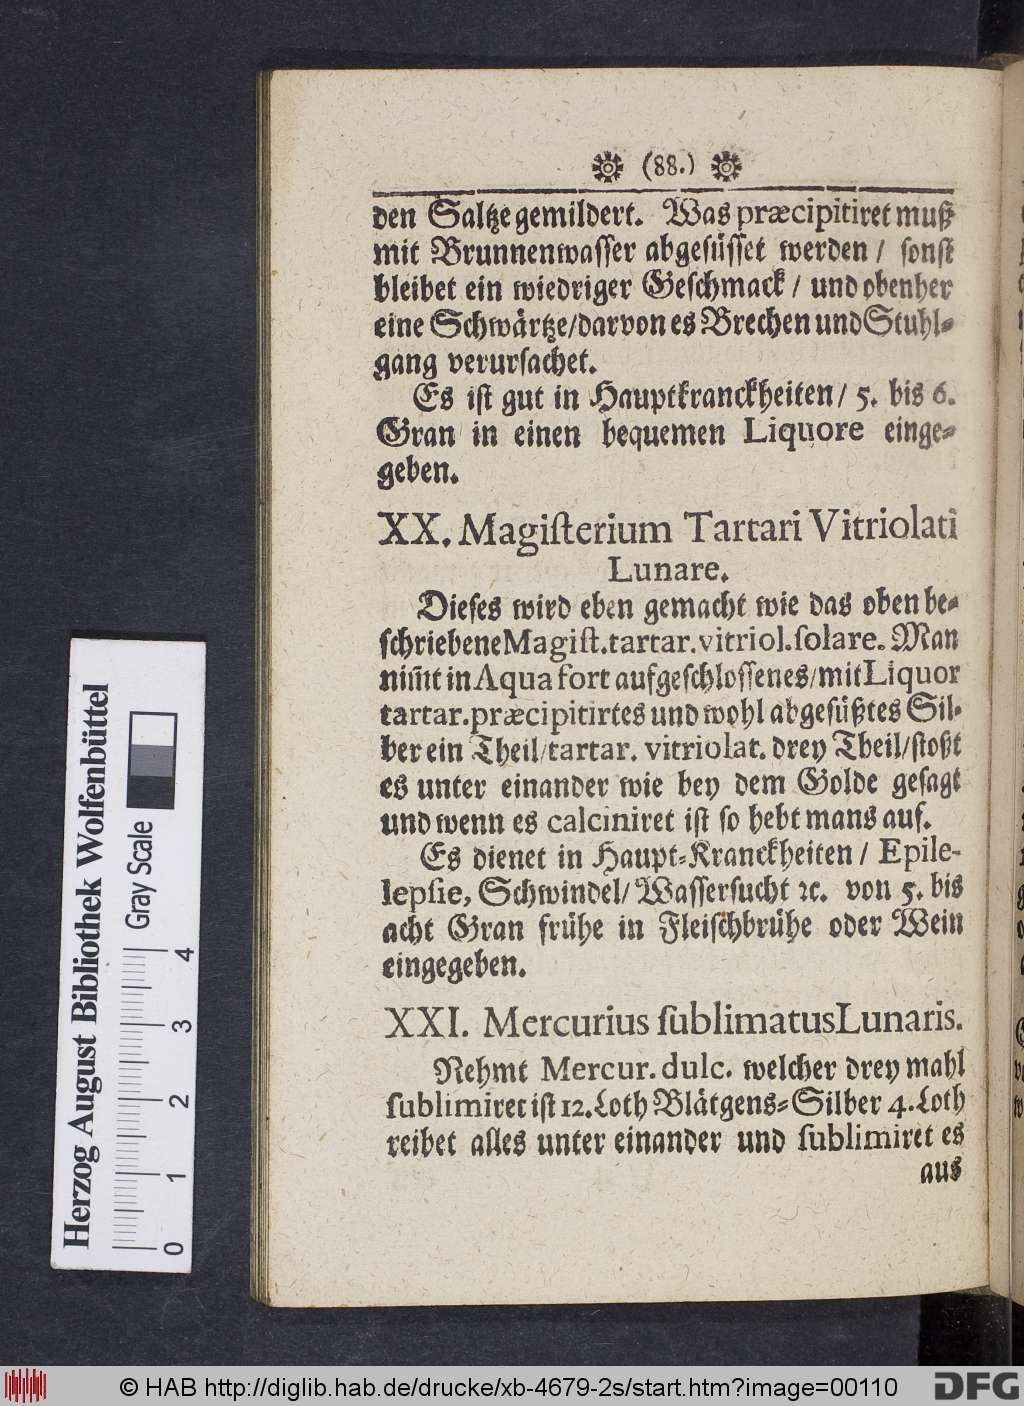 (88.)
den Saltze gemildert. Was præcipitiret muß
mit Brunnenwasser abgesüsset werden / sonst
bleibet ein wiedriger Geschmack / und obenher
eine Schwärtze/darvon es Brechen und Stuhl-
gang verursachet.
Es ist gut in Hauptkranckheiten/ 5. bis 6.
Gran in einen bequemen Liquore einge-
geben.
XX. Magisterium Tartari Vitriolati
Lunare.
Dieses wird eben gemacht wie das oben be-
schriebene Magist. tartar. vitriol. solare. Man
nim̃t in Aqua fort aufgeschlossenes/mit Liquor
tartar. præcipitirtes und wohl abgesüßtes Sil-
ber ein Theil/tartar. vitriolat. drey Theil/stoßt
es unter einander wie bey dem Golde gesagt
und wenn es calciniret ist so hebt mans auf.
Es dienet in Haupt-Kranckheiten / Epile-
lepsie, Schwindel/ Wassersucht ꝛc. von 5. bis
acht Gran frühe in Fleischbrühe oder Wein
eingegeben.
XXI. Mercurius sublimatus Lunaris.
Nehmt Mercur. dulc. welcher drey mahl
sublimiret ist 12. Loth Blätgens-Silber 4. Loth
reibet alles unter einander und sublimiret es
aus
Herzog August Bibliothek Wolfenbüttel
Gray Scale
0 1 2 3 4
© HAB http://diglib.hab.de/drucke/xb-4679-2s/start.htm?image=00110
DFG